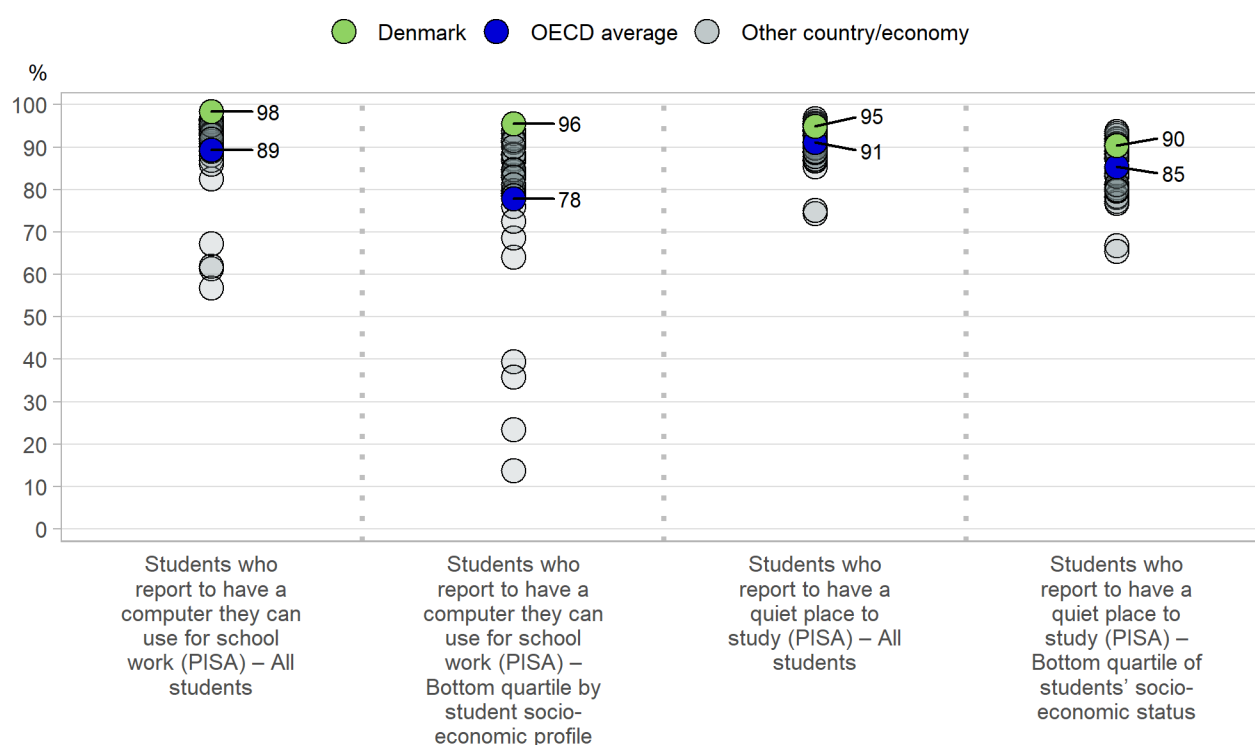 Denmark OECD average Other country/economy
%
100
90
80
70
60
50
40
30
20
10
0
98
89
96
78
95
91
90
85
Students who
report to have a
computer they can
use for school
work (PISA) – All
students
Students who
report to have a
computer they can
use for school
work (PISA) –
Bottom quartile by
student socio-
economic profile
Students who
report to have a
quiet place to
study (PISA) – All
students
Students who
report to have a
quiet place to
study (PISA) –
Bottom quartile of
students’ socio-
economic status